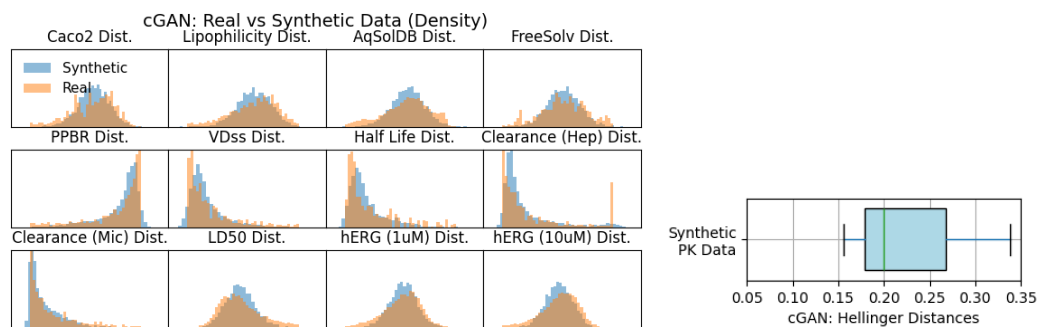 cGAN: Real vs Synthetic Data (Density)
Caco2 Dist.
Lipophilicity Dist.
AqSolDB Dist.
FreeSolv Dist.
Synthetic
Real
PPBR Dist.
VDss Dist.
Half Life Dist.
Clearance (Hep) Dist.
Clearance (Mic) Dist.
LD50 Dist.
hERG (1uM) Dist.
hERG (10uM) Dist.
Synthetic
PK Data
0.05 0.10 0.15 0.20 0.25 0.30 0.35
cGAN: Hellinger Distances